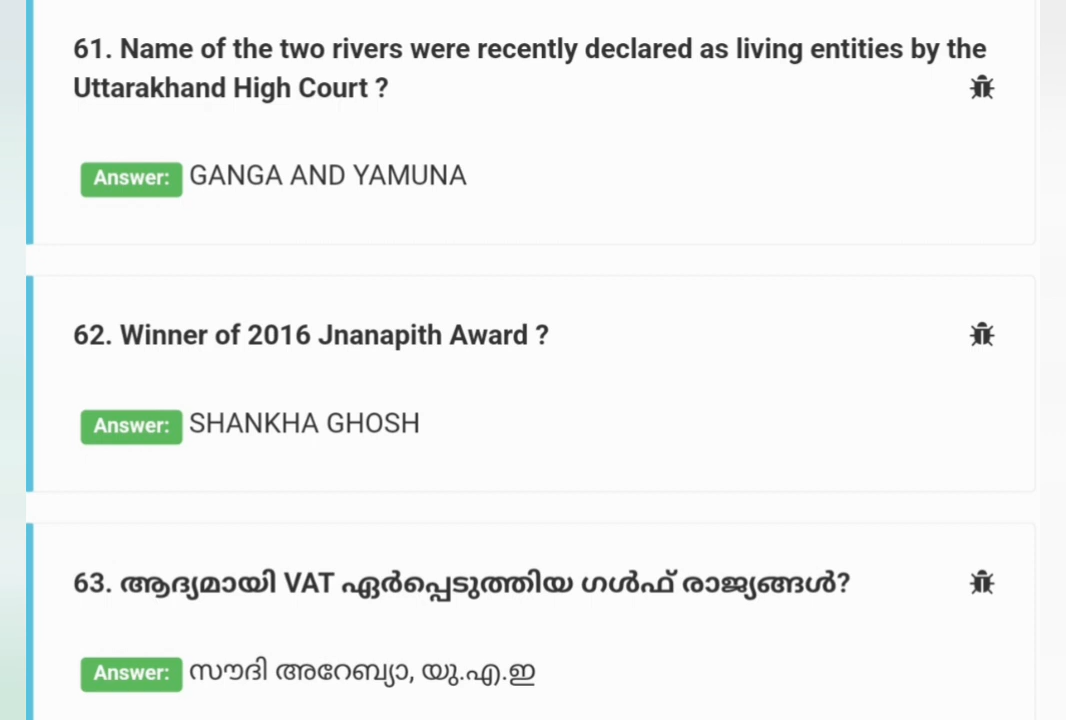 61. Name of the two rivers were recently declared as living entities by the
Uttarakhand High Court ?
Answer: GANGA AND YAMUNA
62. Winner of 2016 Jnanapith Award ?
Answer: SHANKHA GHOSH
63. ആദ്യമായി VAT ഏർപ്പെടുത്തിയ ഗൾഫ് രാജ്യങ്ങൾ?
Answer: സൗദി അറേബ്യാ, യു.എ.ഇ